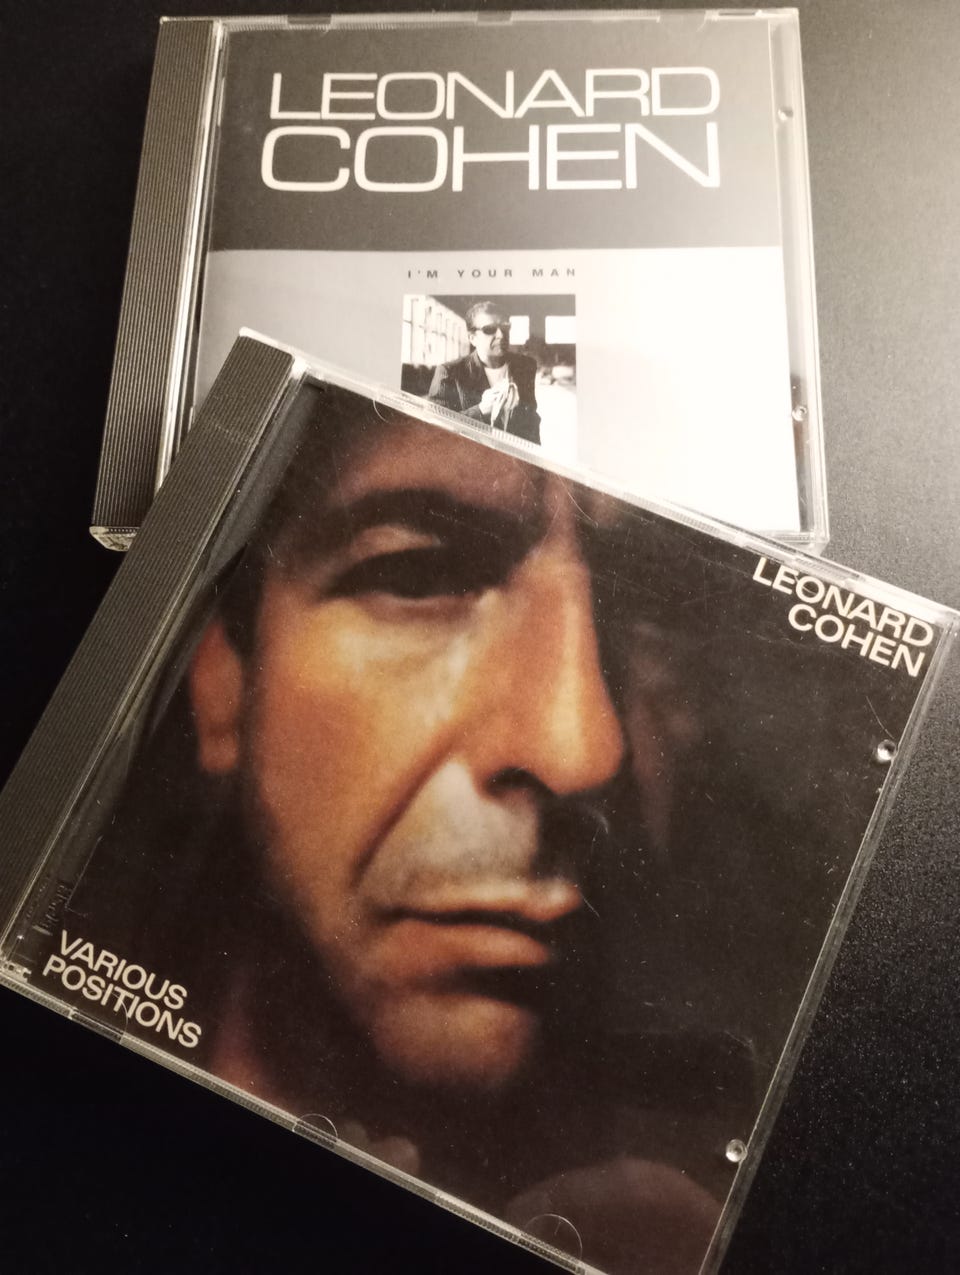 LEONARD
COHEN
I'M YOUR MAN
LEONARD
COHEN
VARIOUS
POSITIONS